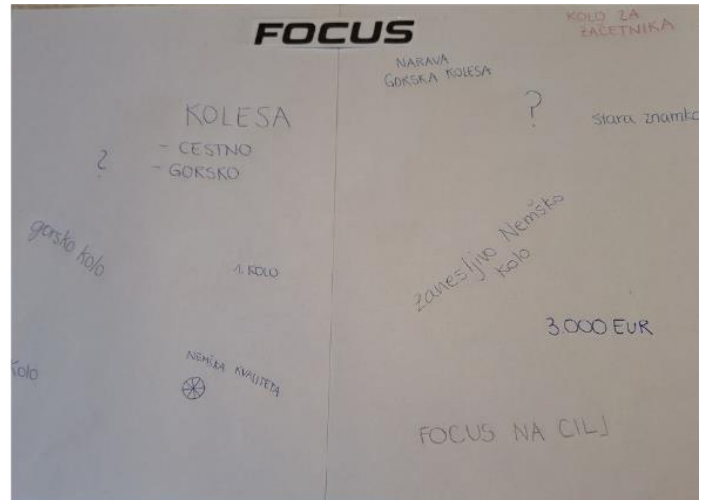 FOCUS
KOLO ZA
ZAČETNIKA
NARAVA
GORSKA KOLESA
?
stara znamka
KOLESA
- CESTNO
- GORSKO
?
gorsko kolo
1. KOLO
zanesljivo Nemško
kolo
3.000 EUR
kolo
NEMŠKA KVALITETA
FOCUS NA CILJ